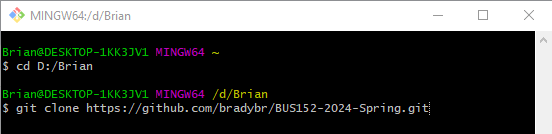 MINGW64:/d/Brian
Brian@DESKTOP-1KK3JV1 MINGW64 ~
$ cd D:/Brian
Brian@DESKTOP-1KK3JV1 MINGW64 /d/Brian
$ git clone https://github.com/bradybr/BUS152-2024-Spring.git